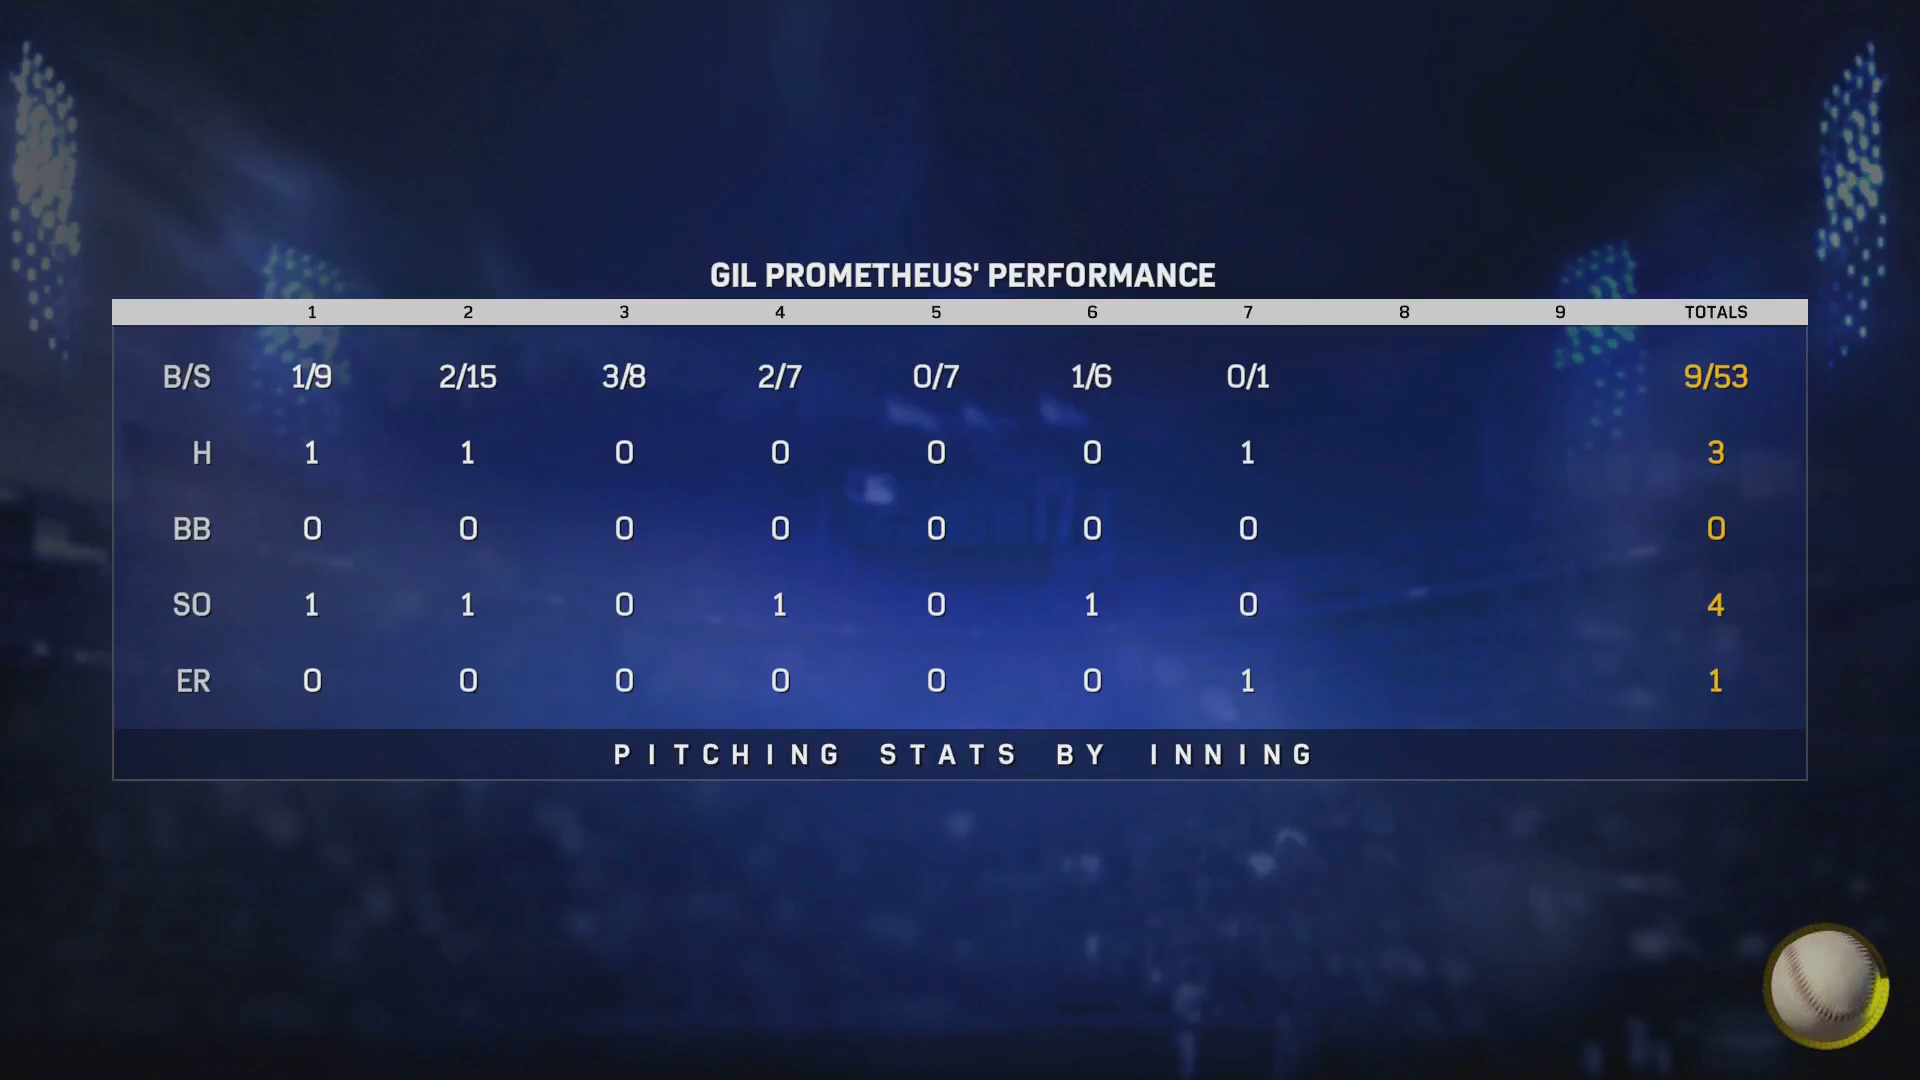 GIL PROMETHEUS' PERFORMANCE
1 2 3 4 5 6 7 8 9 TOTALS
B/S 1/9 2/15 3/8 2/7 0/7 1/6 0/1 9/53
H 1 1 0 0 0 0 1 3
BB 0 0 0 0 0 0 0 0
SO 1 1 0 1 0 1 0 4
ER 0 0 0 0 0 0 1 1
PITCHING STATS BY INNING